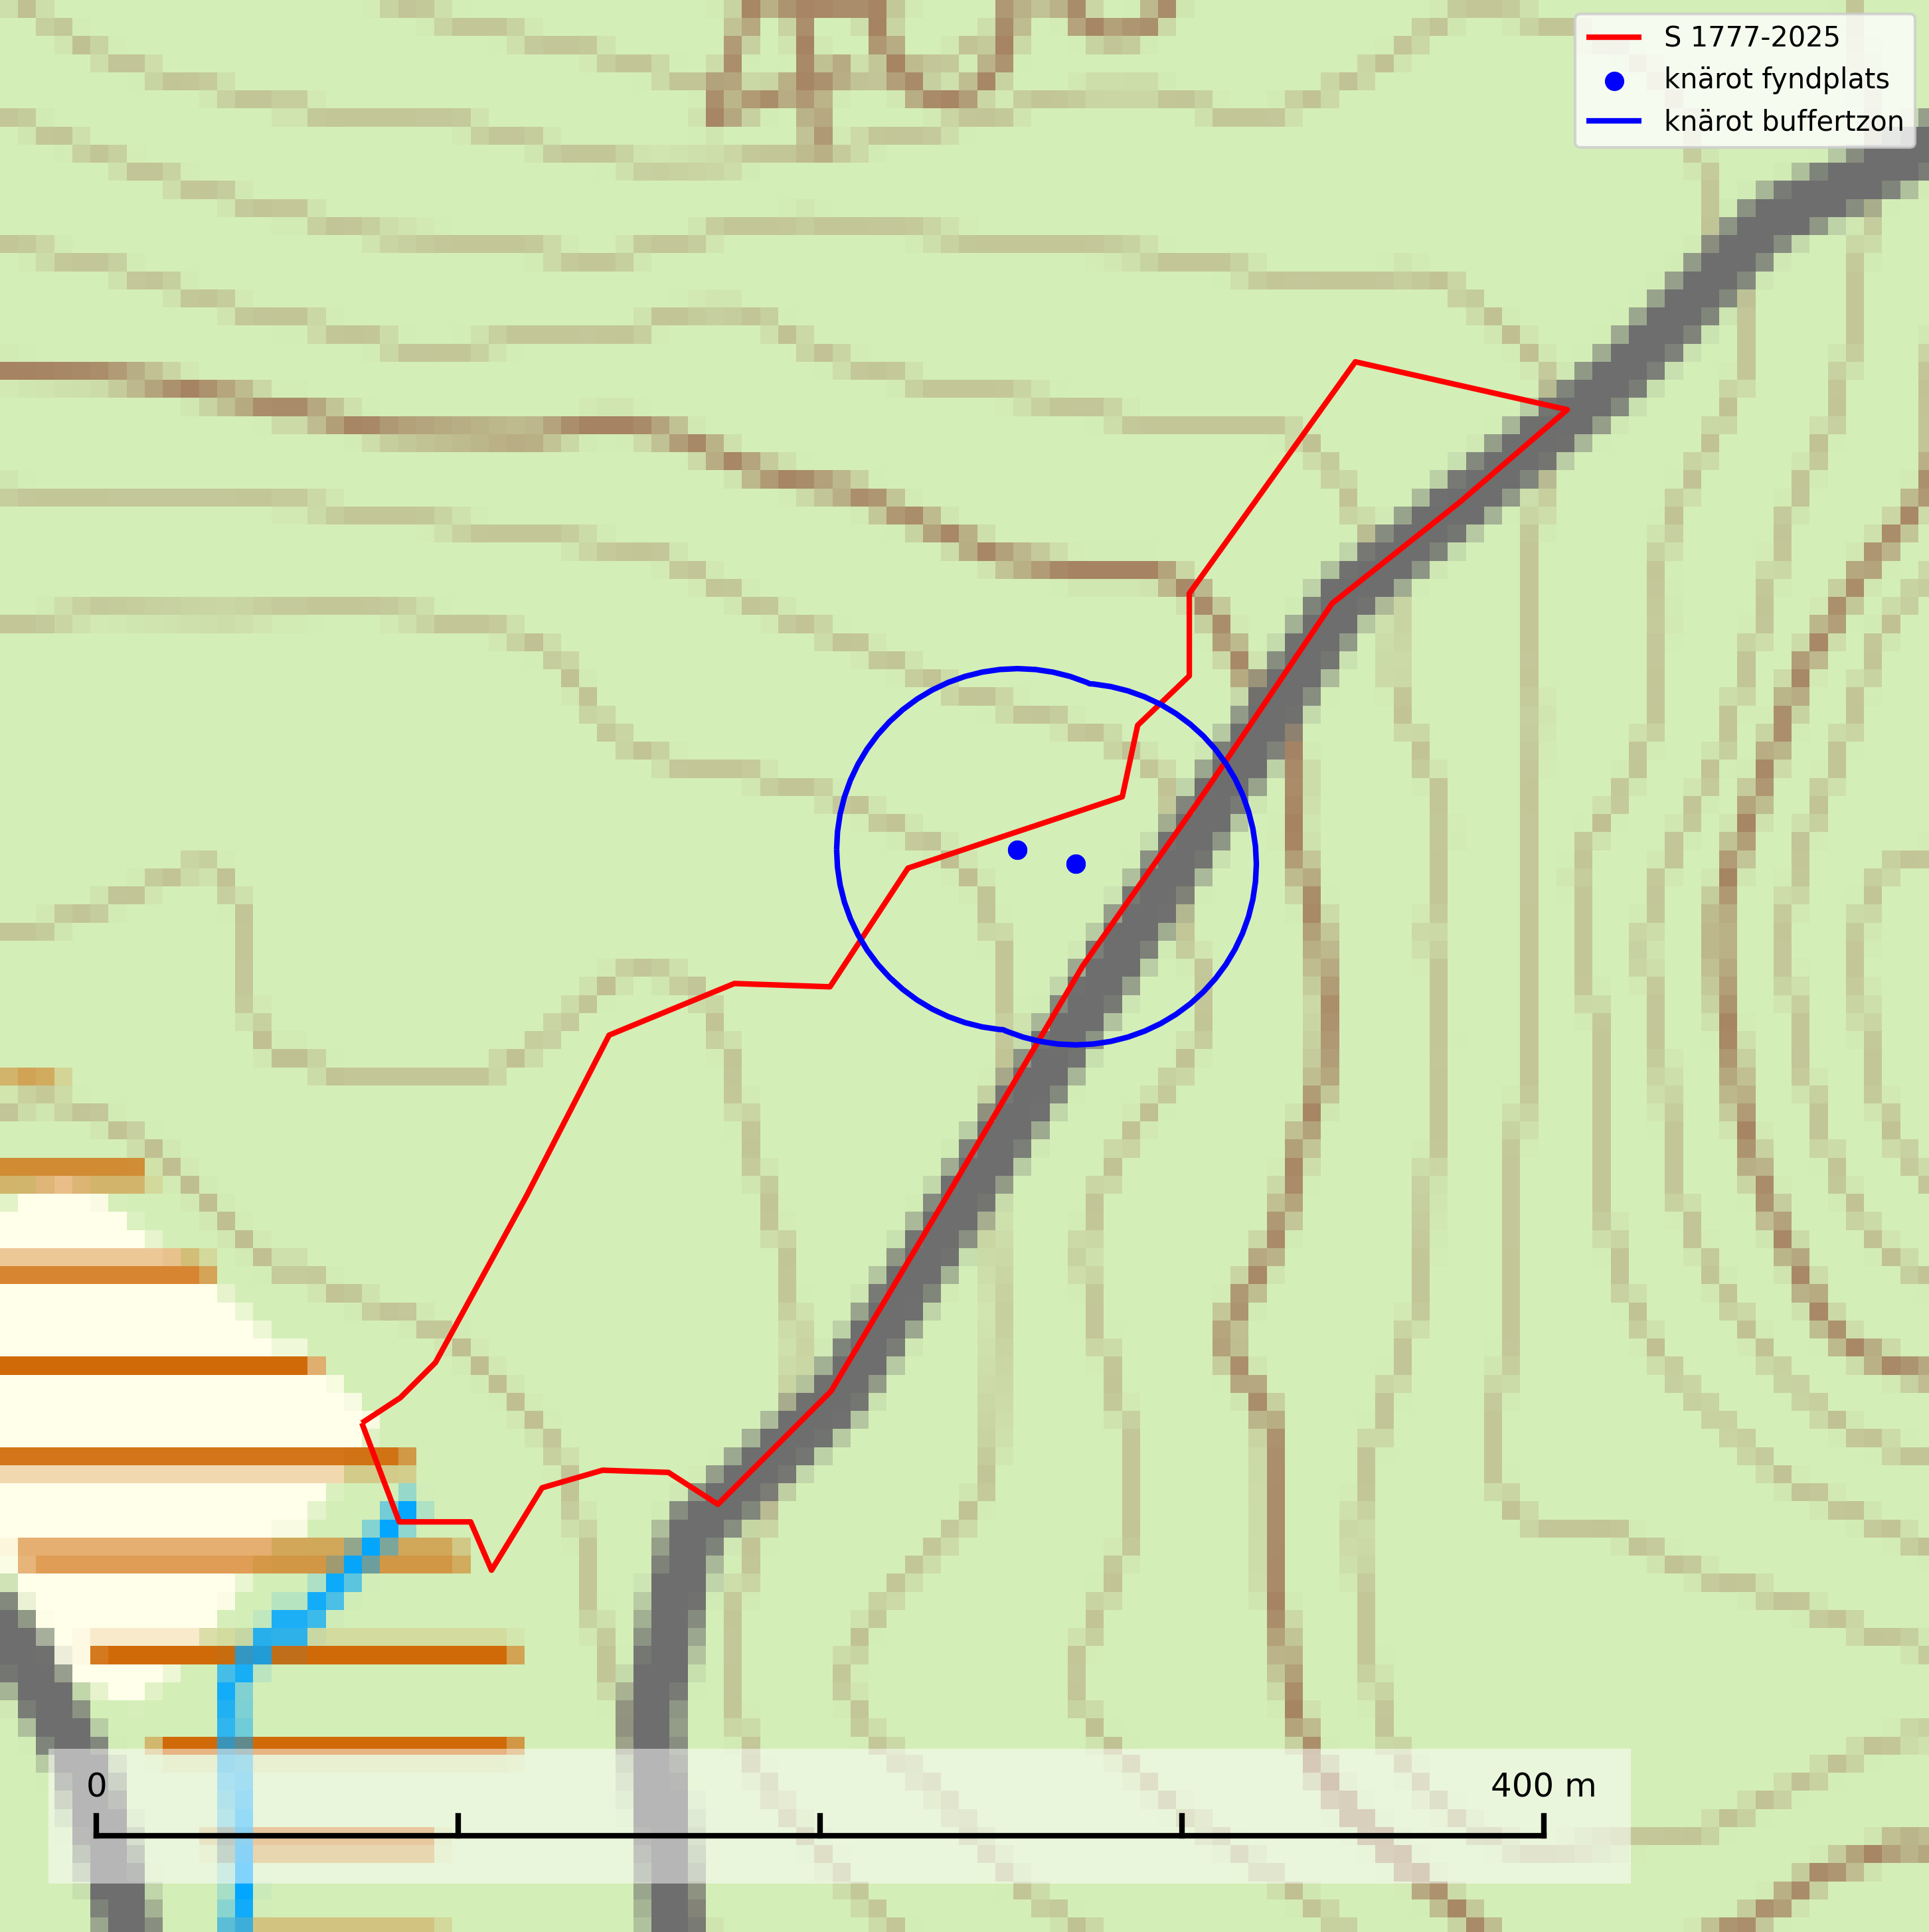 S 1777-2025
knärot fyndplats
knärot buffertzon
0
400 m